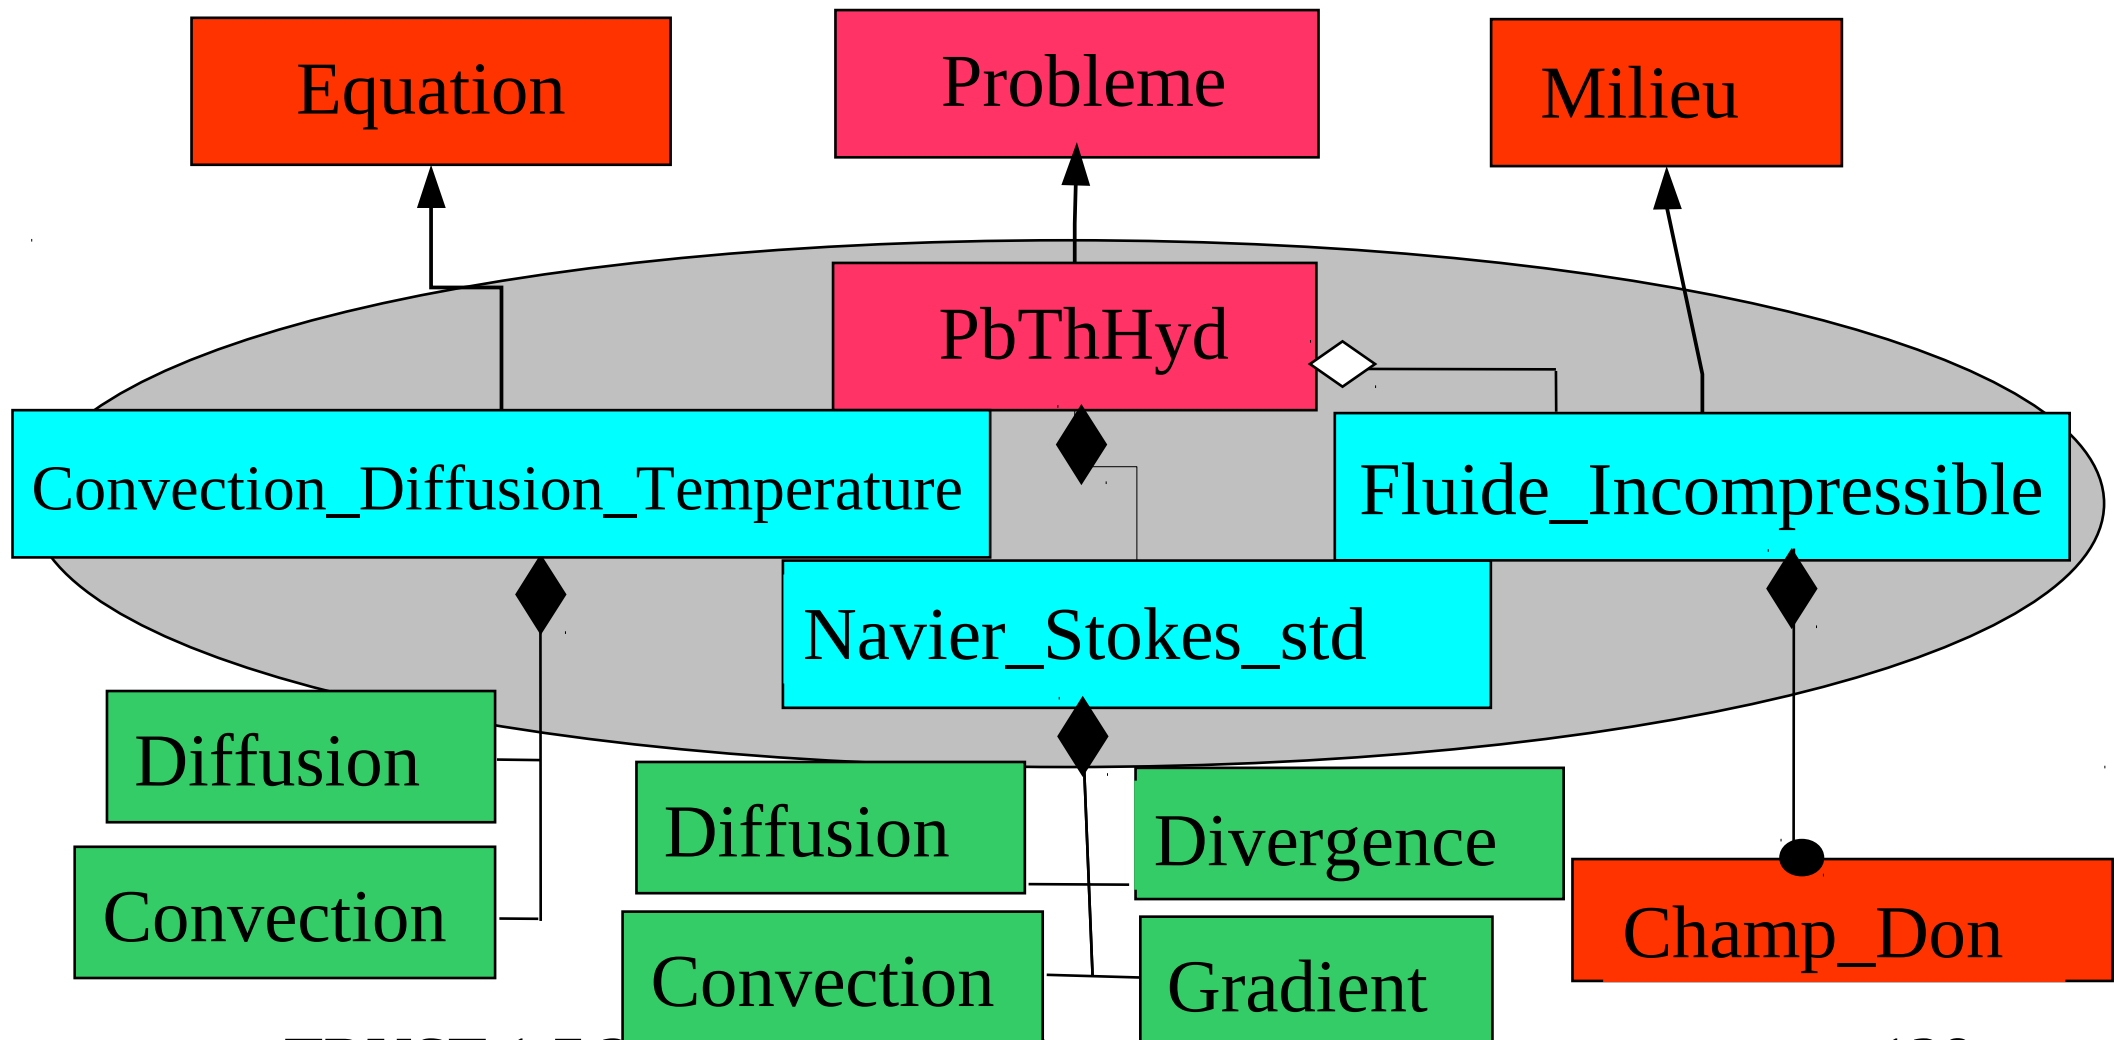 Equation
Probleme
Milieu
PbThHyd
Convection_Diffusion_Temperature
Fluide_Incompressible
Navier_Stokes_std
Diffusion
Diffusion
Divergence
Convection
Champ_Don
Convection
Gradient